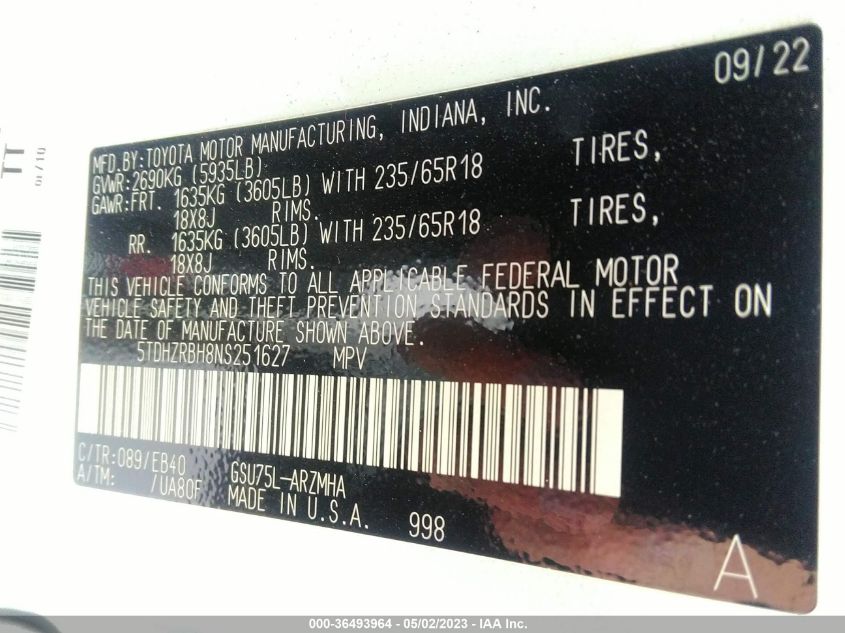 09/22
MFD.BY:TOYOTA MOTOR MANUFACTURING, INDIANA, INC.
GVWR:2690KG (5935LB)
GAWR:FRT. 1635KG (3605LB) WITH 235/65R18 TIRES,
18X8J RIMS.
RR. 1635KG (3605LB) WITH 235/65R18 TIRES,
18X8J RIMS.
THIS VEHICLE CONFORMS TO ALL APPLICABLE FEDERAL MOTOR
VEHICLE SAFETY AND THEFT PREVENTION STANDARDS IN EFFECT ON
THE DATE OF MANUFACTURE SHOWN ABOVE.
5TDHZRBH8NS251627 MPV
C/TR:089/EB40 GSU75L-ARZMHA
A/TM: /UA80F MADE IN U.S.A. 998
A
TT
000-36493964 - 05/02/2023 - IAA Inc.